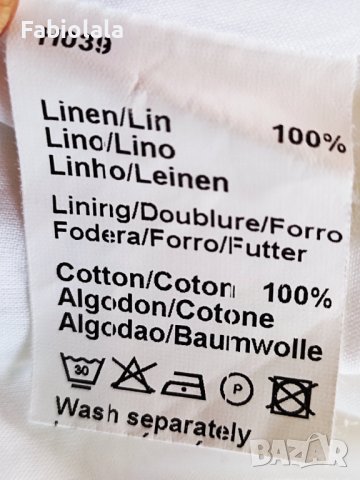 Fabiolala
11039
Linen/Lin 100%
Lino/Lino
Linho/Leinen
Lining/Doublure/Forro
Fodera/Forro/Futter
Cotton/Coton 100%
Algodon/Cotone
Algodao/Baumwolle
30 P
Wash separately
BAZAR